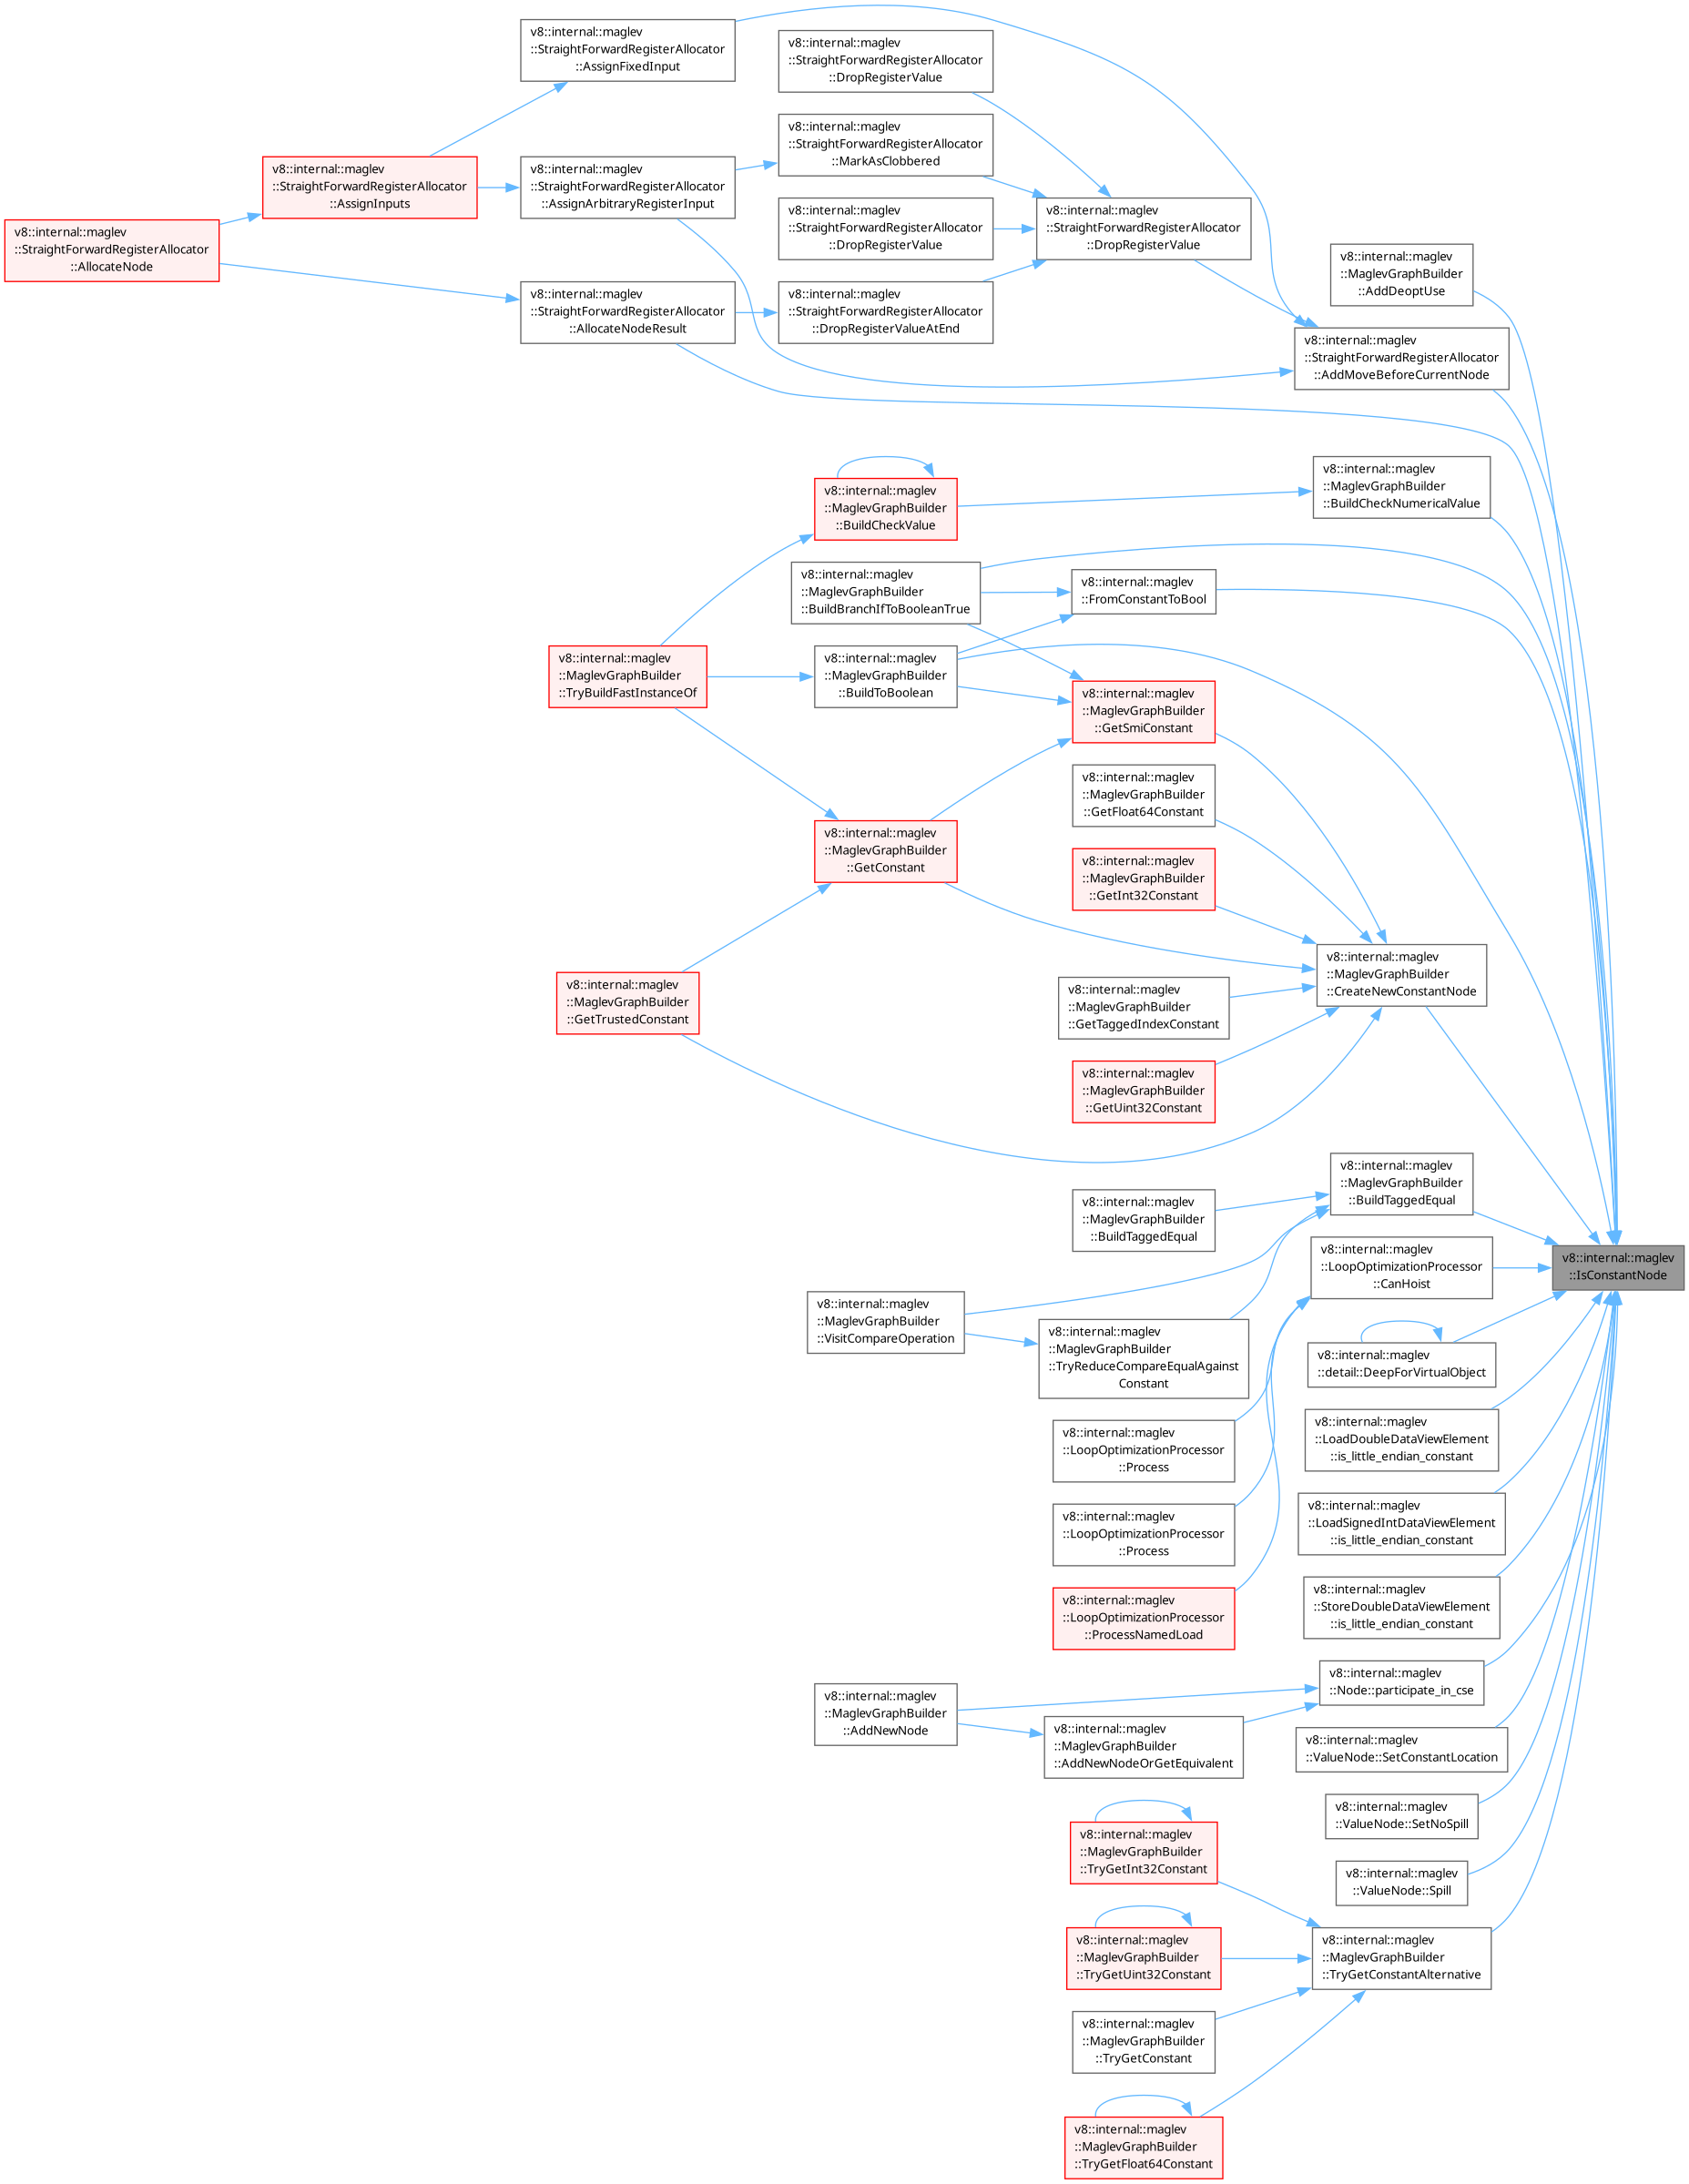 v8::internal::maglev
::StraightForwardRegisterAllocator
::AssignFixedInput
v8::internal::maglev
::StraightForwardRegisterAllocator
::DropRegisterValue
v8::internal::maglev
::StraightForwardRegisterAllocator
::MarkAsClobbered
v8::internal::maglev
::StraightForwardRegisterAllocator
::AssignInputs
v8::internal::maglev
::StraightForwardRegisterAllocator
::AssignArbitraryRegisterInput
v8::internal::maglev
::StraightForwardRegisterAllocator
::DropRegisterValue
v8::internal::maglev
::StraightForwardRegisterAllocator
::DropRegisterValue
v8::internal::maglev
::StraightForwardRegisterAllocator
::AllocateNode
v8::internal::maglev
::MaglevGraphBuilder
::AddDeoptUse
v8::internal::maglev
::StraightForwardRegisterAllocator
::AllocateNodeResult
v8::internal::maglev
::StraightForwardRegisterAllocator
::DropRegisterValueAtEnd
v8::internal::maglev
::StraightForwardRegisterAllocator
::AddMoveBeforeCurrentNode
v8::internal::maglev
::MaglevGraphBuilder
::BuildCheckValue
v8::internal::maglev
::MaglevGraphBuilder
::BuildCheckNumericalValue
v8::internal::maglev
::MaglevGraphBuilder
::BuildBranchIfToBooleanTrue
v8::internal::maglev
::FromConstantToBool
v8::internal::maglev
::MaglevGraphBuilder
::TryBuildFastInstanceOf
v8::internal::maglev
::MaglevGraphBuilder
::BuildToBoolean
v8::internal::maglev
::MaglevGraphBuilder
::GetSmiConstant
v8::internal::maglev
::MaglevGraphBuilder
::GetFloat64Constant
v8::internal::maglev
::MaglevGraphBuilder
::GetConstant
v8::internal::maglev
::MaglevGraphBuilder
::GetInt32Constant
v8::internal::maglev
::MaglevGraphBuilder
::CreateNewConstantNode
v8::internal::maglev
::MaglevGraphBuilder
::GetTrustedConstant
v8::internal::maglev
::MaglevGraphBuilder
::GetTaggedIndexConstant
v8::internal::maglev
::MaglevGraphBuilder
::GetUint32Constant
v8::internal::maglev
::MaglevGraphBuilder
::BuildTaggedEqual
v8::internal::maglev
::MaglevGraphBuilder
::BuildTaggedEqual
v8::internal::maglev
::LoopOptimizationProcessor
::CanHoist
v8::internal::maglev
::IsConstantNode
v8::internal::maglev
::MaglevGraphBuilder
::VisitCompareOperation
v8::internal::maglev
::MaglevGraphBuilder
::TryReduceCompareEqualAgainst
Constant
v8::internal::maglev
::detail::DeepForVirtualObject
v8::internal::maglev
::LoadDoubleDataViewElement
::is_little_endian_constant
v8::internal::maglev
::LoopOptimizationProcessor
::Process
v8::internal::maglev
::LoadSignedIntDataViewElement
::is_little_endian_constant
v8::internal::maglev
::LoopOptimizationProcessor
::Process
v8::internal::maglev
::StoreDoubleDataViewElement
::is_little_endian_constant
v8::internal::maglev
::LoopOptimizationProcessor
::ProcessNamedLoad
v8::internal::maglev
::Node::participate_in_cse
v8::internal::maglev
::MaglevGraphBuilder
::AddNewNode
v8::internal::maglev
::MaglevGraphBuilder
::AddNewNodeOrGetEquivalent
v8::internal::maglev
::ValueNode::SetConstantLocation
v8::internal::maglev
::ValueNode::SetNoSpill
v8::internal::maglev
::MaglevGraphBuilder
::TryGetInt32Constant
v8::internal::maglev
::ValueNode::Spill
v8::internal::maglev
::MaglevGraphBuilder
::TryGetUint32Constant
v8::internal::maglev
::MaglevGraphBuilder
::TryGetConstantAlternative
v8::internal::maglev
::MaglevGraphBuilder
::TryGetConstant
v8::internal::maglev
::MaglevGraphBuilder
::TryGetFloat64Constant